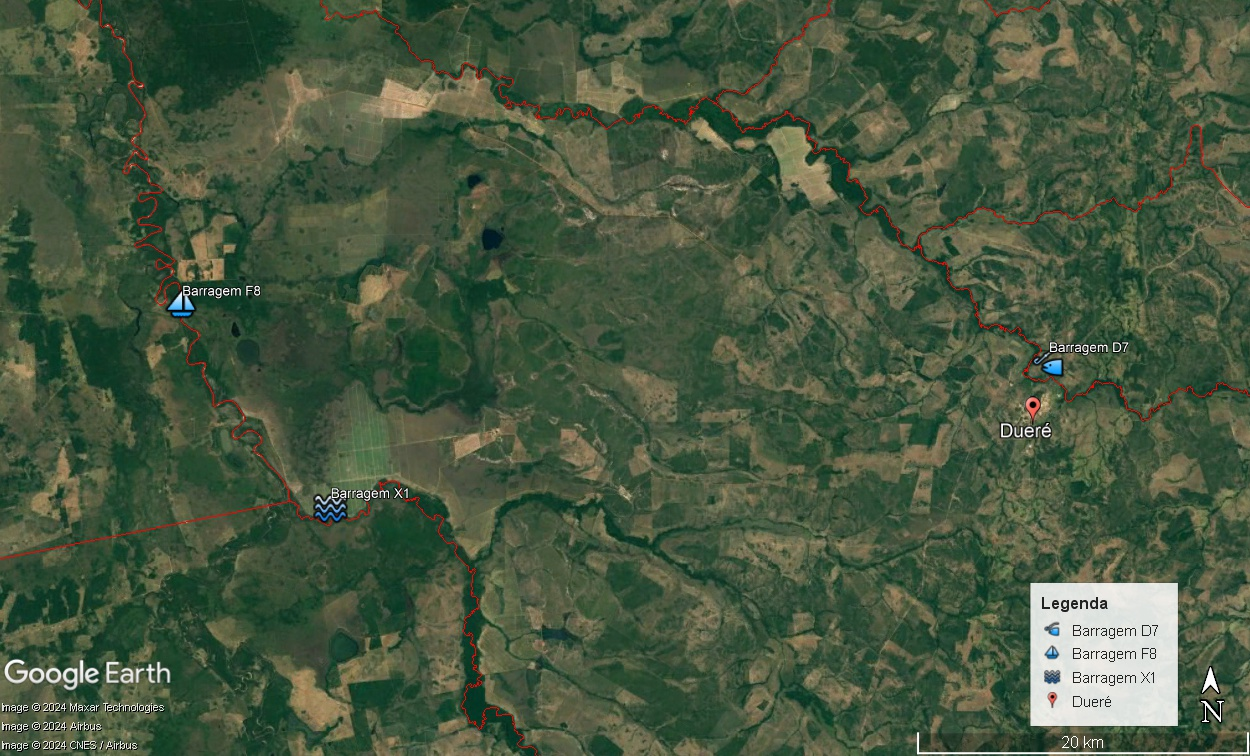 Barragem F8
Barragem D7
Dueré
Barragem X1
Legenda
Barragem D7
Barragem F8
Barragem X1
Dueré
Google Earth
Image © 2024 Maxar Technologies
Image © 2024 Airbus
Image © 2024 CNES / Airbus
N
20 km